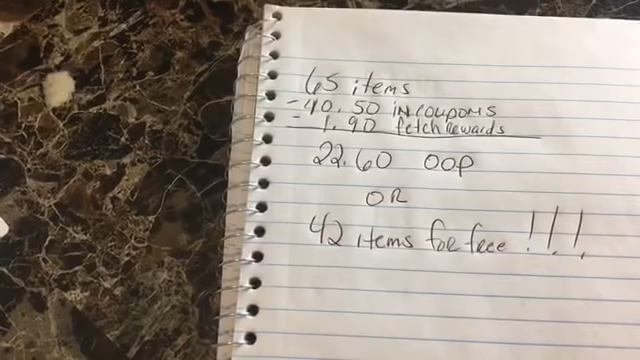 65 items
- 40.50 in coupons
- 1.90 fetch rewards
22.60 OOP
OR
42 items for free!!!